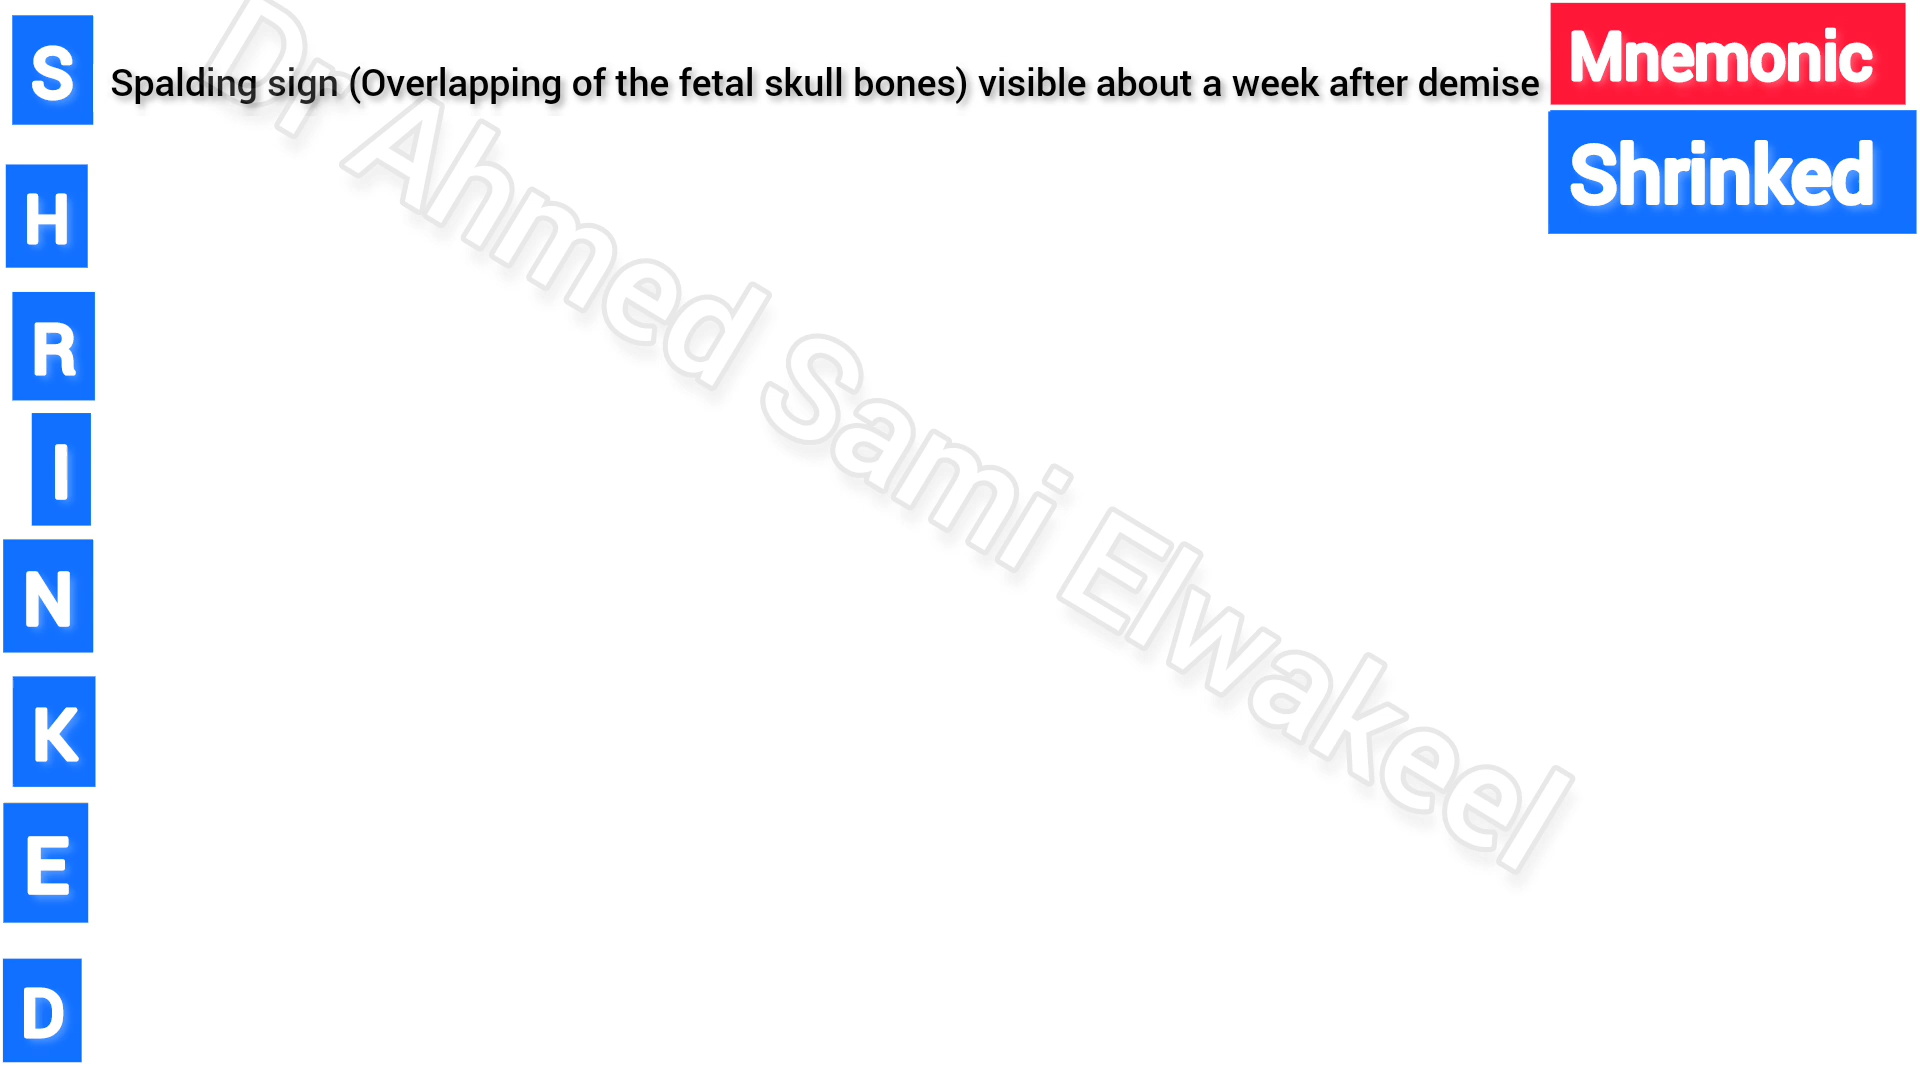 S Spalding sign (Overlapping of the fetal skull bones) visible about a week after demise
Mnemonic
Shrinked
H
R
I
N
K
E
D
Dr Ahmed Sami Elwakeel